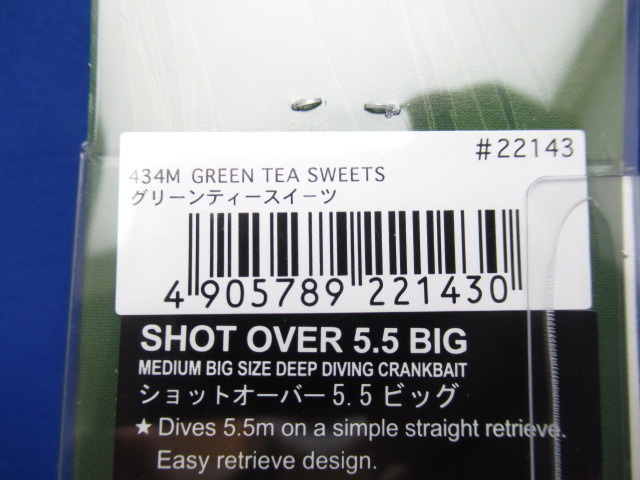 #22143
434M GREEN TEA SWEETS
グリーンティースイーツ
4 905789 221430
SHOT OVER 5.5 BIG
MEDIUM BIG SIZE DEEP DIVING CRANKBAIT
ショットオーバー5.5 ビッグ
★ Dives 5.5m on a simple straight retrieve.
Easy retrieve design.